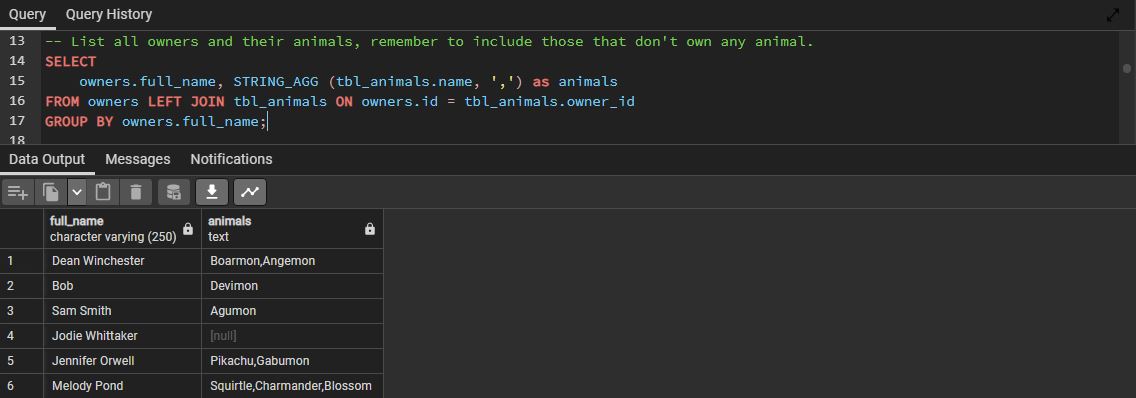 Query Query History
13 -- List all owners and their animals, remember to include those that don't own any animal.
14 SELECT
15 owners.full_name, STRING_AGG (tbl_animals.name, ',') as animals
16 FROM owners LEFT JOIN tbl_animals ON owners.id = tbl_animals.owner_id
17 GROUP BY owners.full_name;
18
Data Output Messages Notifications
full_name animals
character varying (250) text
1 Dean Winchester Boarmon,Angemon
2 Bob Devimon
3 Sam Smith Agumon
4 Jodie Whittaker [null]
5 Jennifer Orwell Pikachu,Gabumon
6 Melody Pond Squirtle,Charmander,Blossom